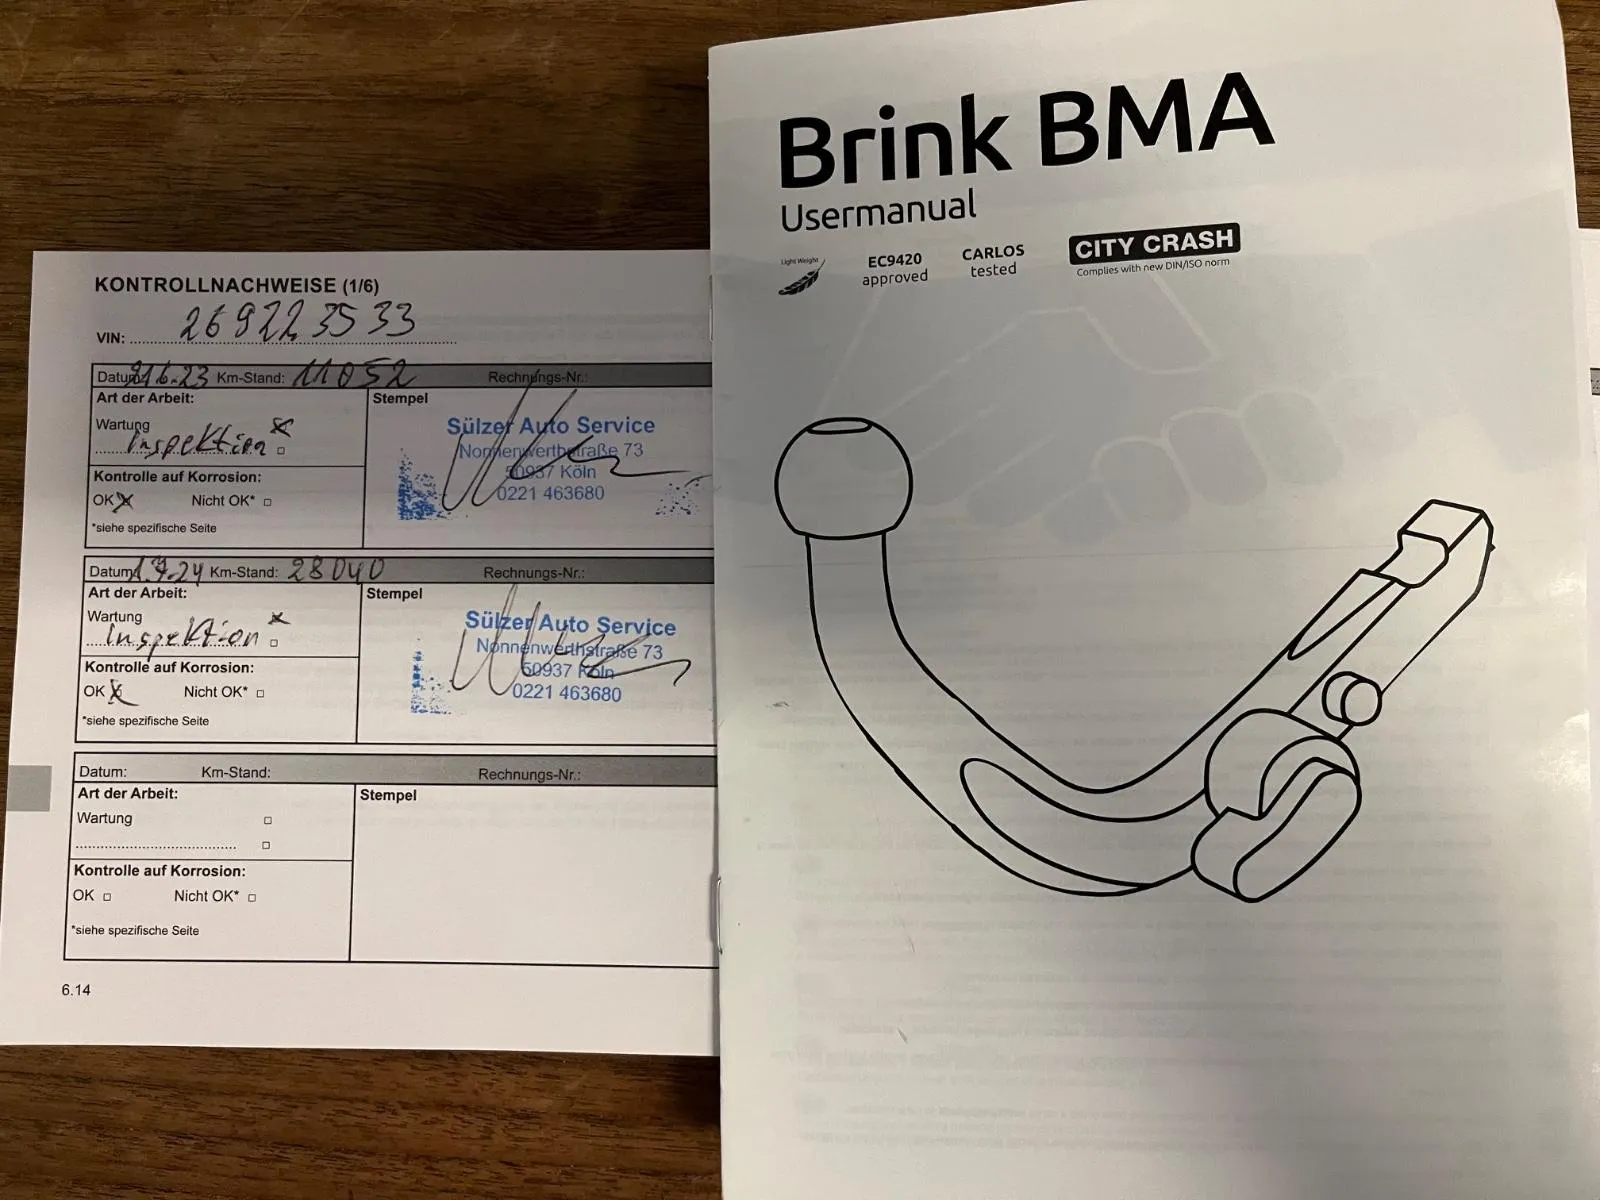 KONTROLLNACHWEISE (1/6)
VIN: 269223533
Datum: 21.6.23 Km-Stand: 11052 Rechnungs-Nr.:
Art der Arbeit:
Stempel
Wartung
Inspektion
Kontrolle auf Korrosion:
OK Nicht OK*
*siehe spezifische Seite
Sülzer Auto Service
Nonnenwerthstraße 73
50937 Köln
0221 463680
Datum: 1.7.24 Km-Stand: 28040 Rechnungs-Nr.:
Art der Arbeit:
Stempel
Wartung
Inspektion
Kontrolle auf Korrosion:
OK Nicht OK*
*siehe spezifische Seite
Sülzer Auto Service
Nonnenwerthstraße 73
50937 Köln
0221 463680
Datum: Km-Stand: Rechnungs-Nr.:
Art der Arbeit:
Stempel
Wartung
Kontrolle auf Korrosion:
OK Nicht OK*
*siehe spezifische Seite
6.14
Brink BMA
Usermanual
Light Weight
EC9420
approved
CARLOS
tested
CITY CRASH
Complies with new DIN/ISO norm